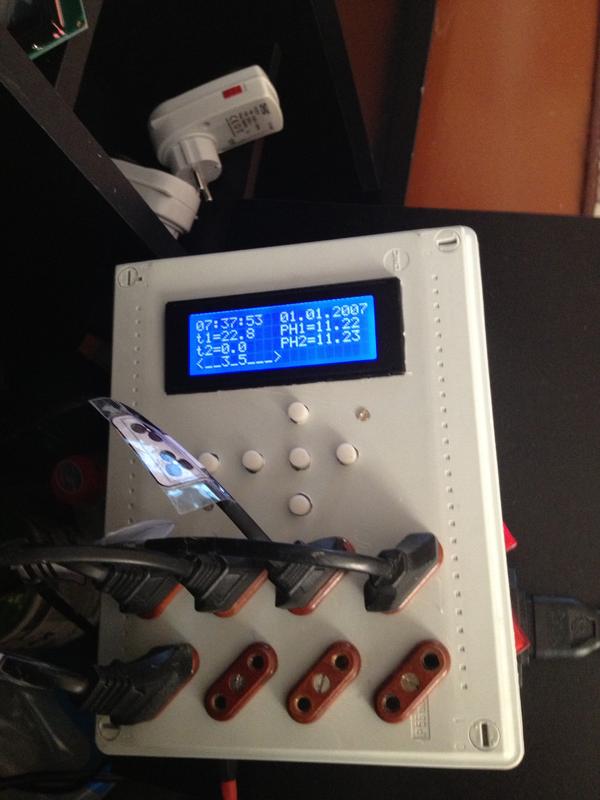 07:37:53 01.01.2007
t1=22.8 PH1=11.22
t2=0.0 PH2=11.23
<__3_5___>